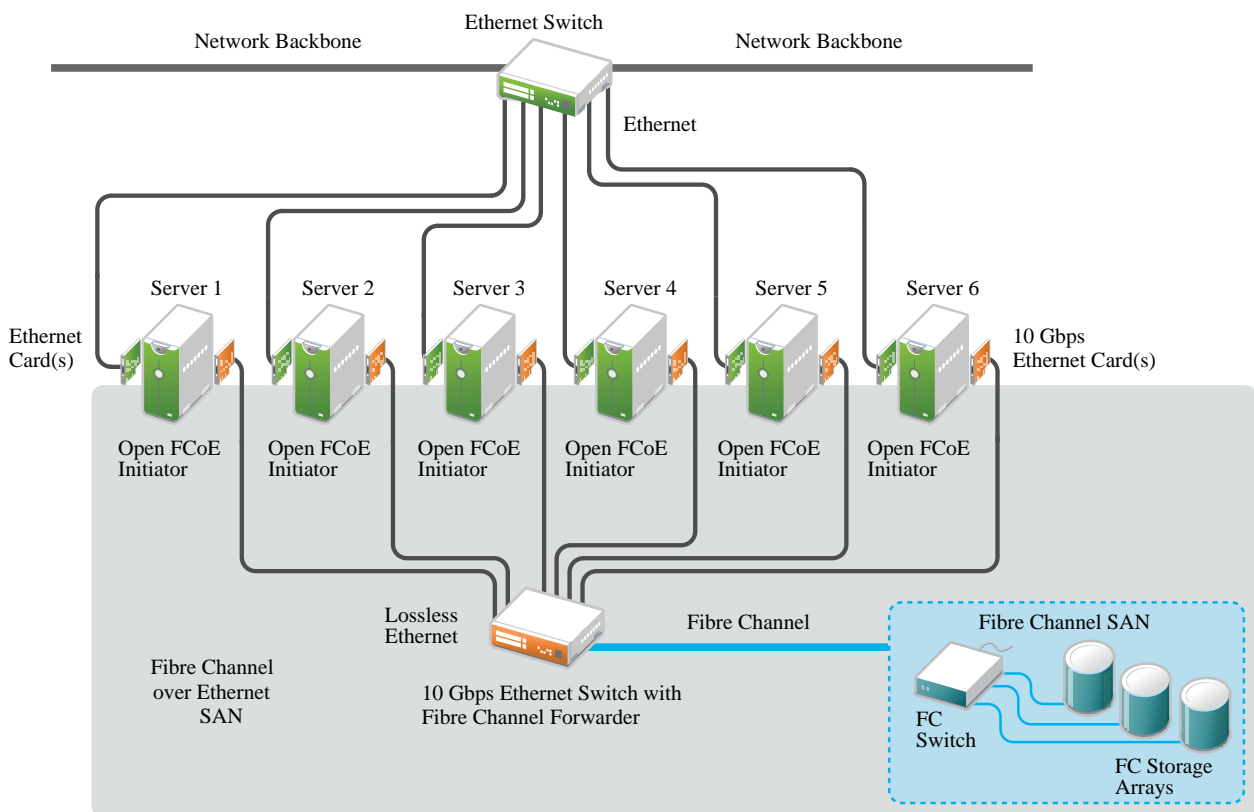 Ethernet Switch
Network Backbone
Network Backbone
Ethernet
Server 1
Server 2
Server 3
Server 4
Server 5
Server 6
Ethernet
Card(s)
10 Gbps
Ethernet Card(s)
Open FCoE
Initiator
Open FCoE
Initiator
Open FCoE
Initiator
Open FCoE
Initiator
Open FCoE
Initiator
Open FCoE
Initiator
Lossless
Ethernet
Fibre Channel
Fibre Channel SAN
Fibre Channel
over Ethernet
SAN
10 Gbps Ethernet Switch with
Fibre Channel Forwarder
FC
Switch
FC Storage
Arrays